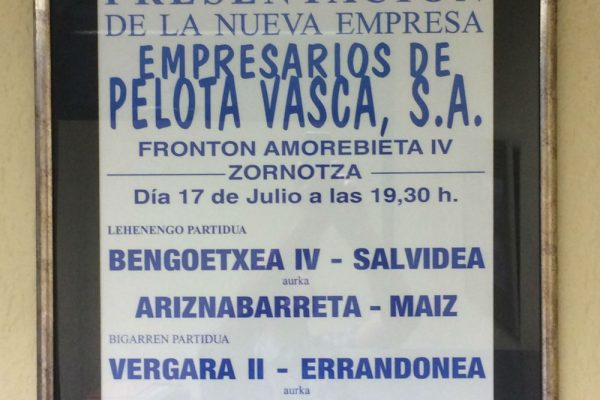 PRESENTACIÓN
DE LA NUEVA EMPRESA
EMPRESARIOS DE
PELOTA VASCA, S.A.
FRONTON AMOREBIETA IV
ZORNOTZA
Día 17 de Julio a las 19,30 h.
LEHENENGO PARTIDUA
BENGOETXEA IV - SALVIDEA
aurka
ARIZNABARRETA - MAIZ
BIGARREN PARTIDUA
VERGARA II - ERRANDONEA
aurka